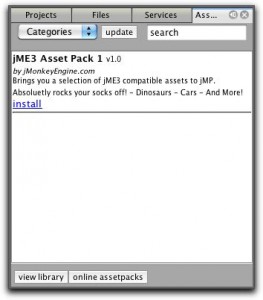 Projects Files Services Ass...
Categories update search
jME3 Asset Pack 1 v1.0
by jMonkeyEngine.com
Brings you a selection of jME3 compatible assets to jMP.
Absoluetly rocks your socks off! - Dinosaurs - Cars - And More!
install
view library online assetpacks